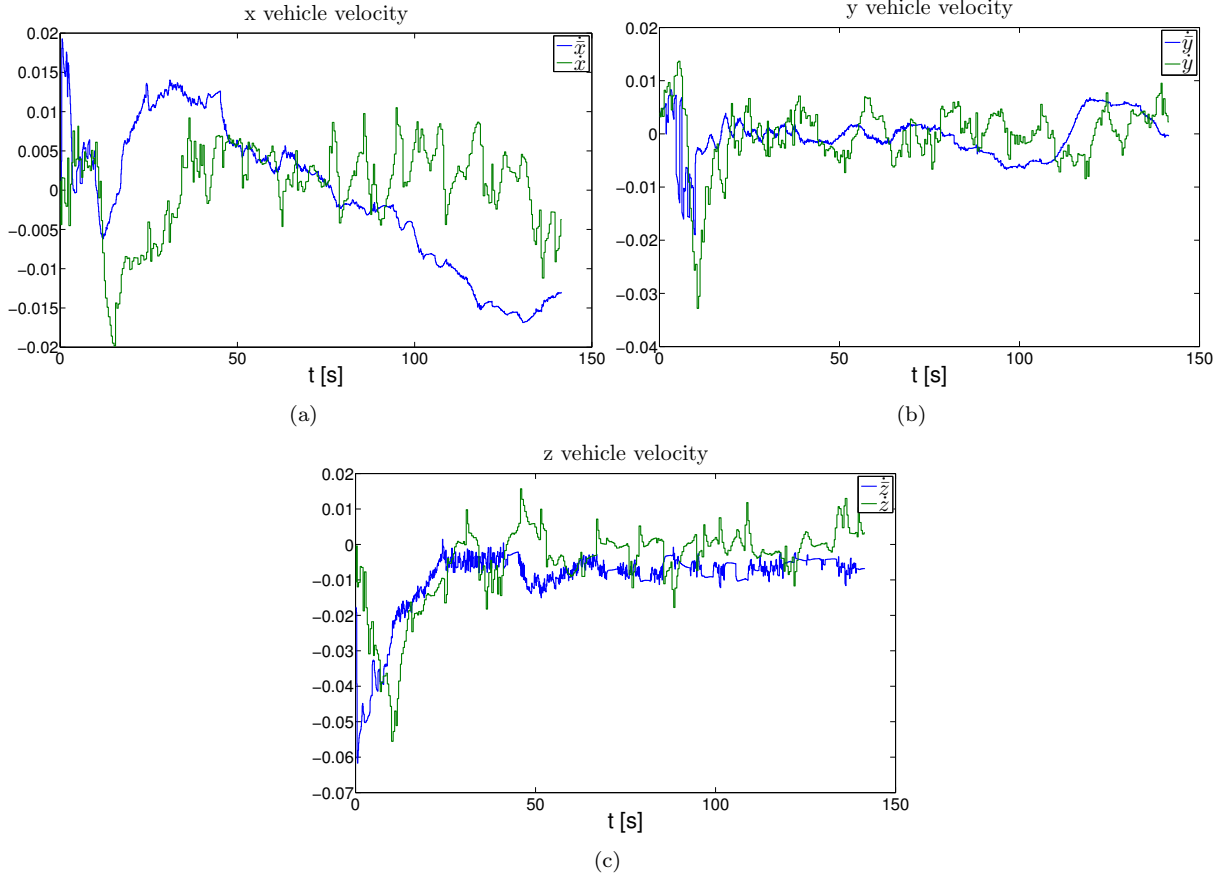 x vehicle velocity
0.02
0.015
0.01
0.005
0
−0.005
−0.01
−0.015
−0.02
0 50 100 150
t [s]
ẋ̄
ẋ
(a)
y vehicle velocity
0.02
0.01
0
−0.01
−0.02
−0.03
−0.04
0 50 100 150
t [s]
ẏ̄
ẏ
(b)
z vehicle velocity
0.02
0.01
0
−0.01
−0.02
−0.03
−0.04
−0.05
−0.06
−0.07
0 50 100 150
t [s]
ż̄
ż
(c)